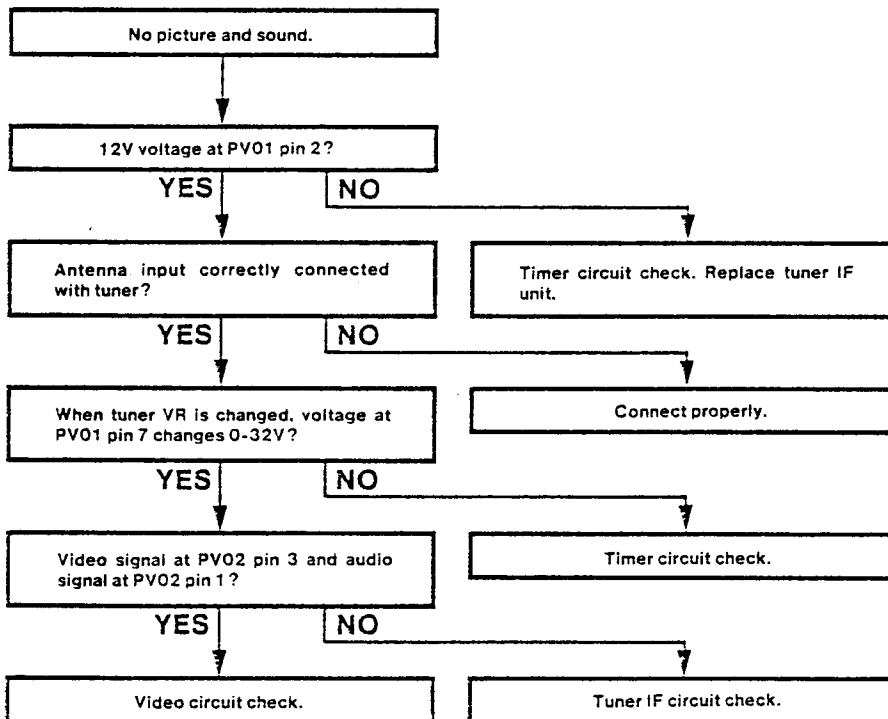 No picture and sound.
12V voltage at PV01 pin 2?
YES NO
Antenna input correctly connected
with tuner?
Timer circuit check. Replace tuner IF
unit.
YES NO
When tuner VR is changed, voltage at
PV01 pin 7 changes 0-32V?
Connect properly.
YES NO
Video signal at PV02 pin 3 and audio
signal at PV02 pin 1?
Timer circuit check.
YES NO
Video circuit check.
Tuner IF circuit check.